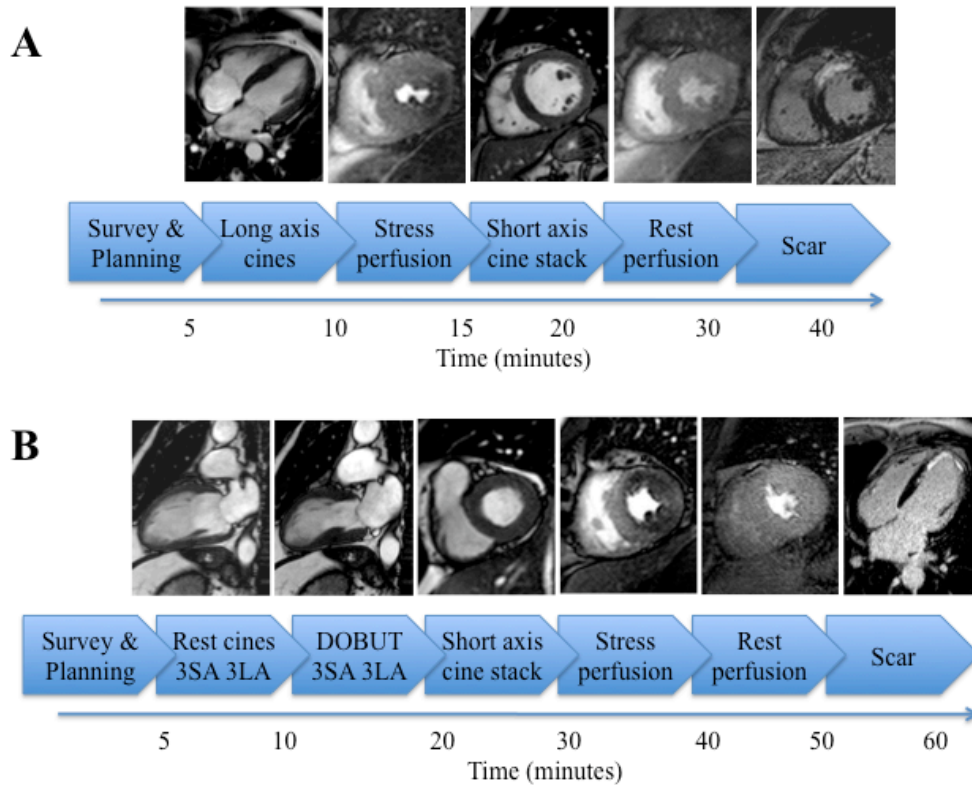 A
Survey &
Planning
Long axis
cines
Stress
perfusion
Short axis
cine stack
Rest
perfusion
Scar
5 10 15 20 30 40
Time (minutes)
B
Survey &
Planning
Rest cines
3SA 3LA
DOBUT
3SA 3LA
Short axis
cine stack
Stress
perfusion
Rest
perfusion
Scar
5 10 20 30 40 50 60
Time (minutes)